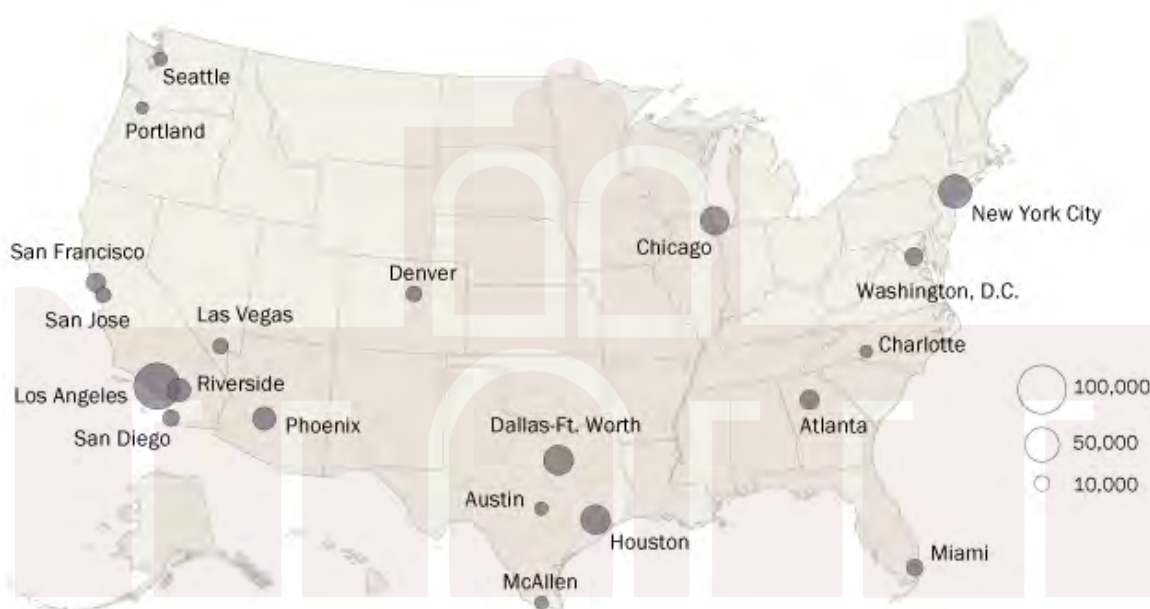 Seattle
Portland
New York City
Chicago
San Francisco
Denver
Washington, D.C.
San Jose
Las Vegas
Charlotte
Los Angeles
Riverside
100,000
San Diego
Phoenix
Dallas-Ft. Worth
Atlanta
50,000
10,000
Austin
Houston
Miami
McAllen